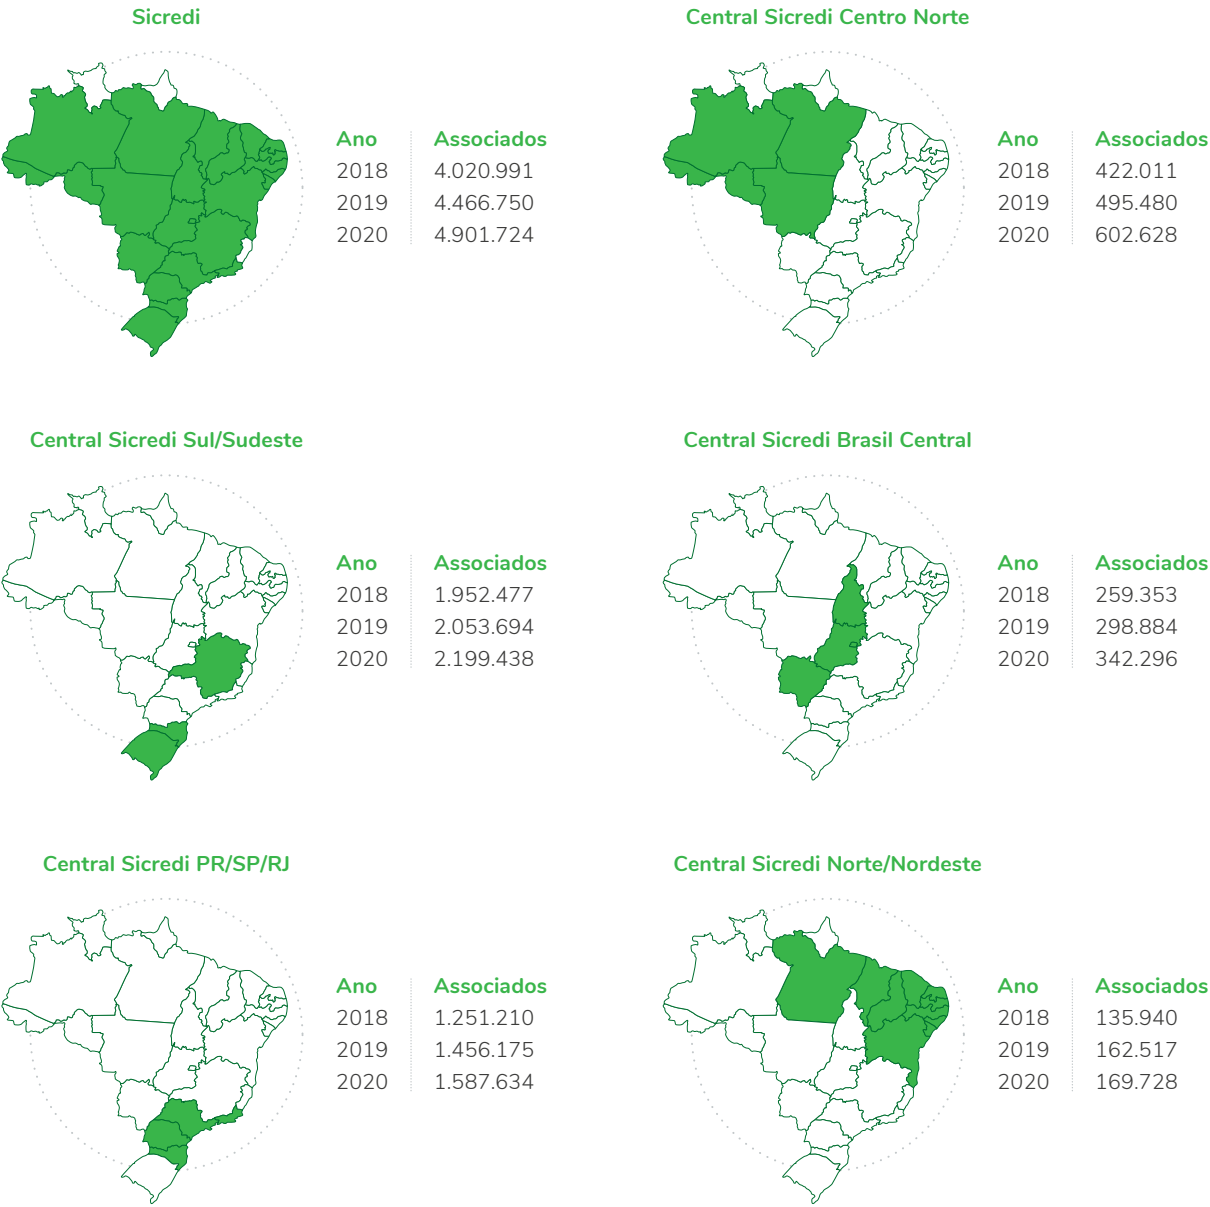 Sicredi
Ano Associados
2018 4.020.991
2019 4.466.750
2020 4.901.724
Central Sicredi Centro Norte
Ano Associados
2018 422.011
2019 495.480
2020 602.628
Central Sicredi Sul/Sudeste
Ano Associados
2018 1.952.477
2019 2.053.694
2020 2.199.438
Central Sicredi Brasil Central
Ano Associados
2018 259.353
2019 298.884
2020 342.296
Central Sicredi PR/SP/RJ
Ano Associados
2018 1.251.210
2019 1.456.175
2020 1.587.634
Central Sicredi Norte/Nordeste
Ano Associados
2018 135.940
2019 162.517
2020 169.728